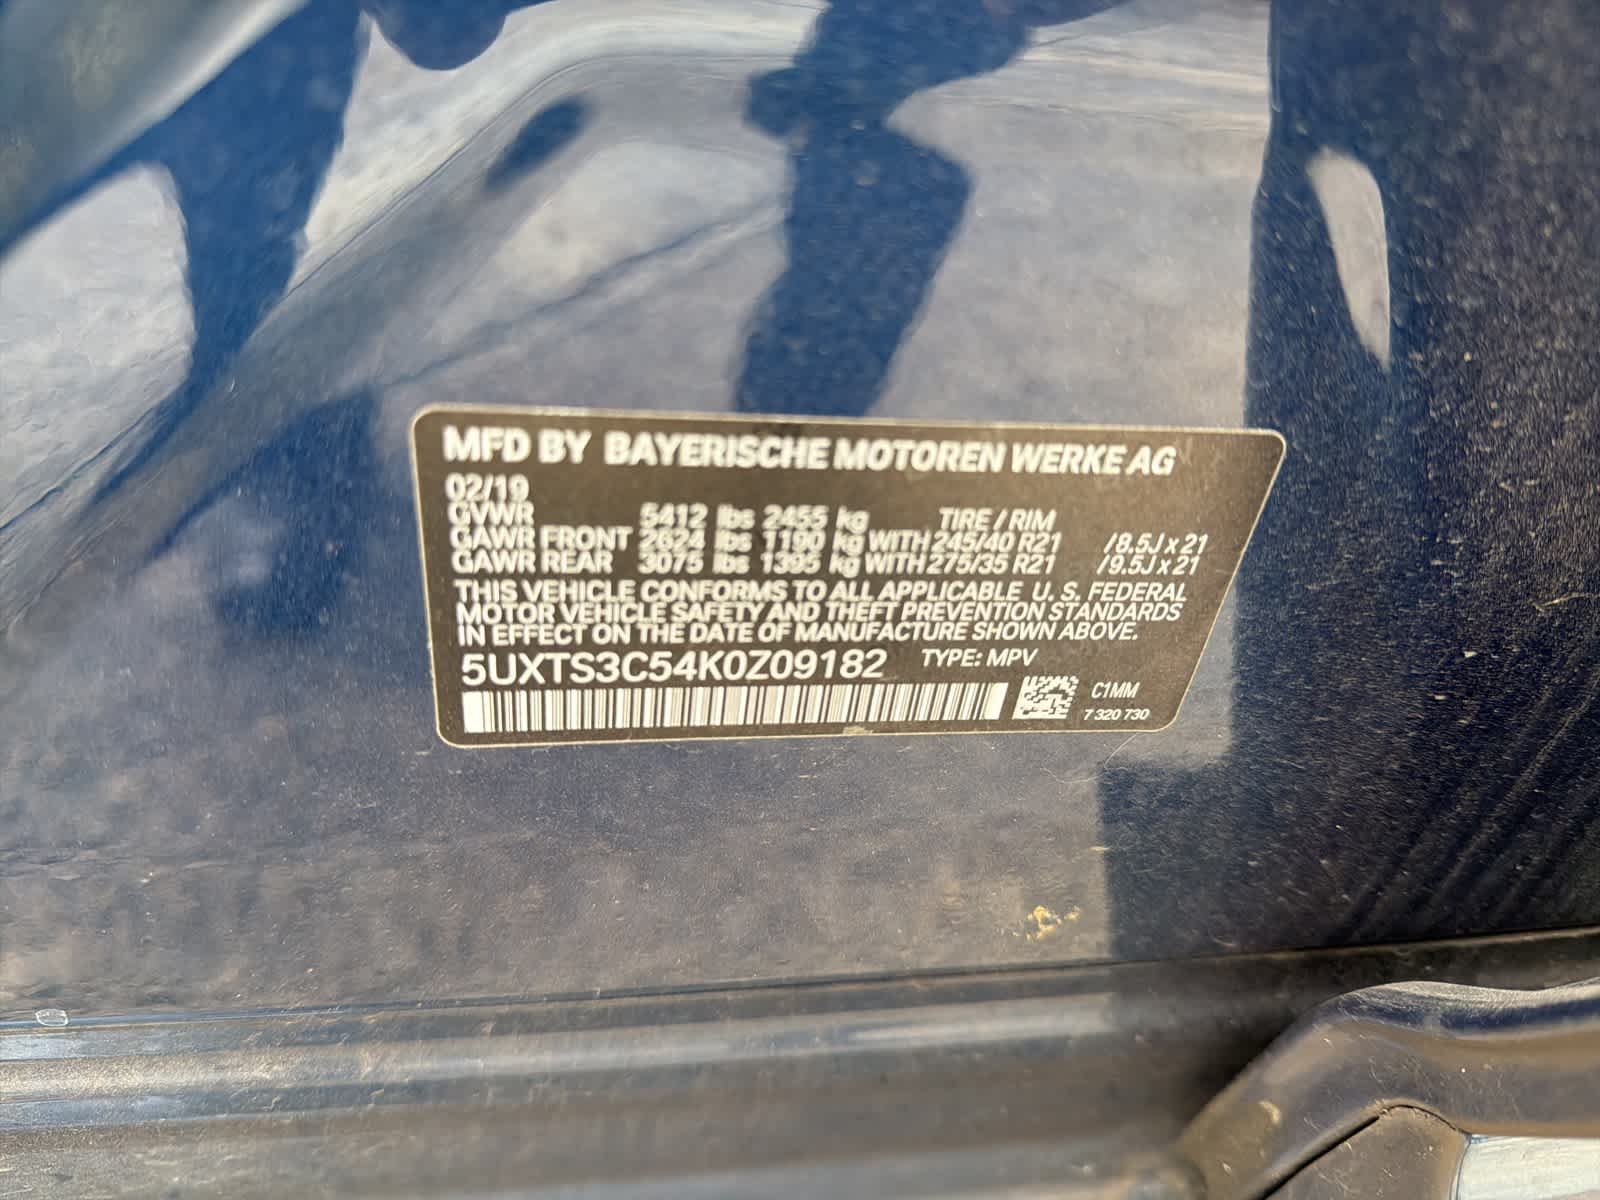 MFD BY BAYERISCHE MOTOREN WERKE AG
02/19
GVWR 5412 lbs 2455 kg TIRE / RIM
GAWR FRONT 2624 lbs 1190 kg WITH 245/40 R21 / 8.5J x 21
GAWR REAR 3075 lbs 1395 kg WITH 275/35 R21 / 9.5J x 21
THIS VEHICLE CONFORMS TO ALL APPLICABLE U. S. FEDERAL
MOTOR VEHICLE SAFETY AND THEFT PREVENTION STANDARDS
IN EFFECT ON THE DATE OF MANUFACTURE SHOWN ABOVE.
5UXTS3C54K0Z09182 TYPE: MPV
C1MM
7 320 730